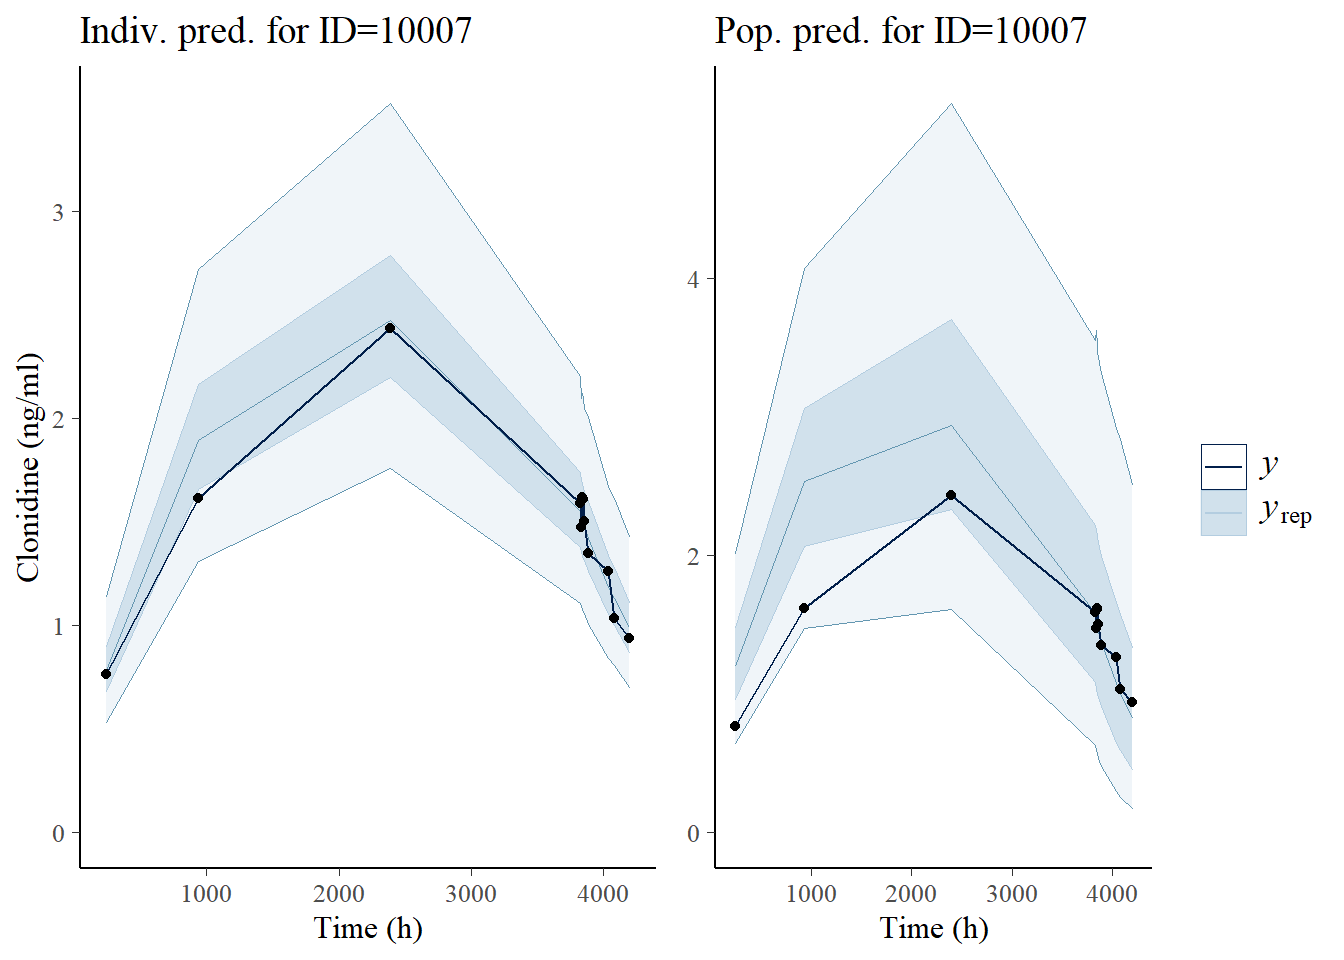 Indiv. pred. for ID=10007
Pop. pred. for ID=10007
Clonidine (ng/ml)
3
2
1
0
1000 2000 3000 4000
Time (h)
4
2
0
1000 2000 3000 4000
Time (h)
y
yrep